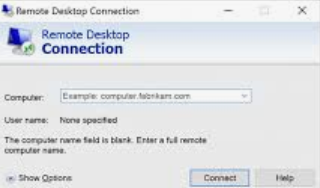 Remote Desktop Connection
Remote Desktop
Connection
Computer: Example: computer.fabrikam.com
User name: None specified
The computer name field is blank. Enter a full remote
computer name.
Show Options Connect Help